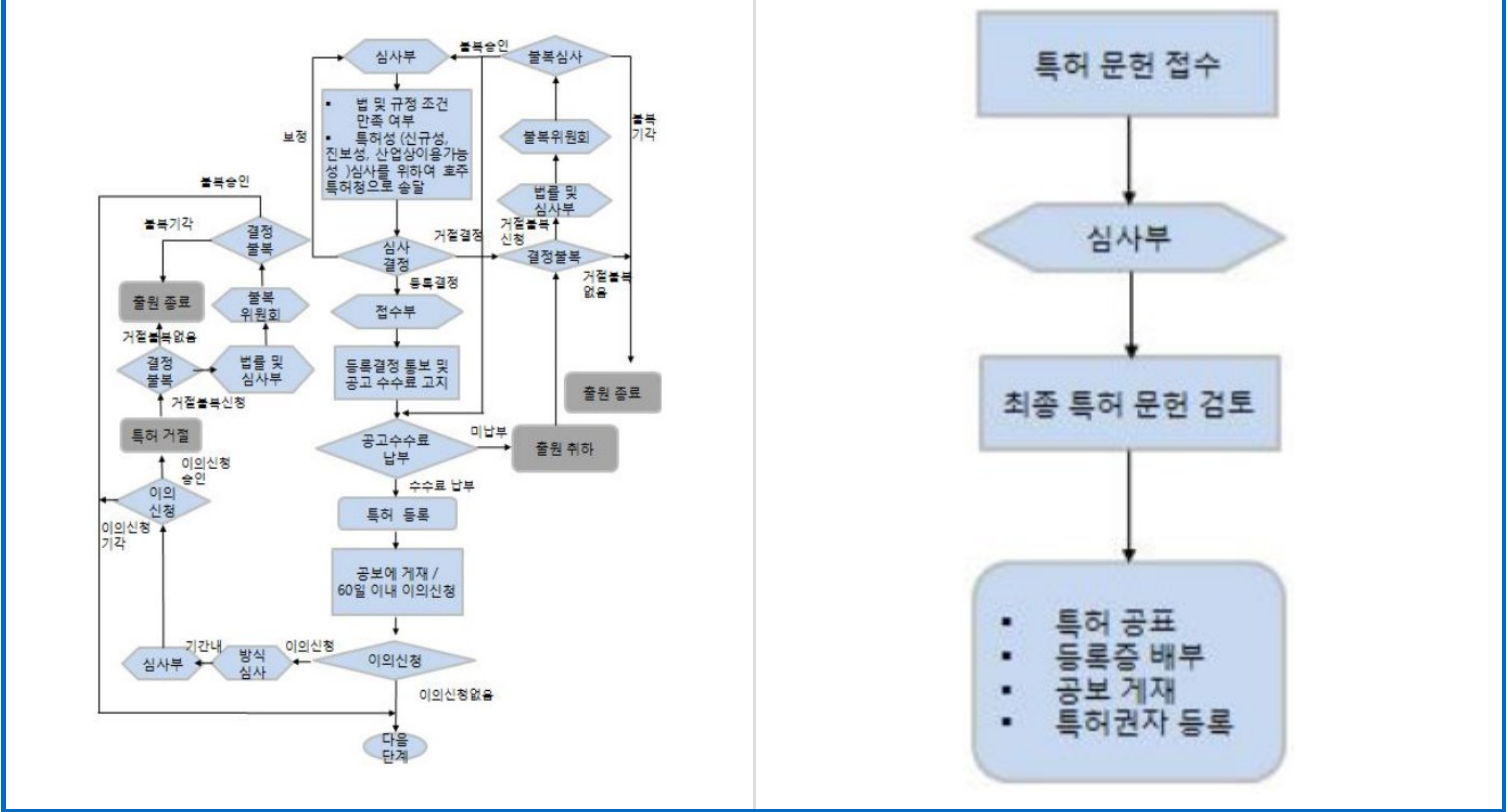 심사부
불복승인
불복심사
▪ 법 및 규정 조건
만족 여부
▪ 특허성 (신규성,
진보성, 산업상이용가능
성 )심사를 위하여 호주
특허청으로 송달
보정
불복
기각
불복위원회
법률 및
심사부
거절불복
신청
불복승인
불복기각
결정
불복
심사
결정
거절결정
결정불복
거절불복
없음
등록결정
출원 종료
불복
위원회
접수부
거절불복없음
결정
불복
법률 및
심사부
등록결정 통보 및
공고 수수료 고지
출원 종료
거절불복신청
특허 거절
공고수수료
납부
미납부
출원 취하
이의신청
승인
수수료 납부
이의
신청
특허 등록
이의신청
기각
공보에 게재 /
60일 이내 이의신청
심사부
기간내
방식
심사
이의신청
이의신청
이의신청없음
다음
단계
특허 문헌 접수
심사부
최종 특허 문헌 검토
▪ 특허 공표
▪ 등록증 배부
▪ 공보 게재
▪ 특허권자 등록